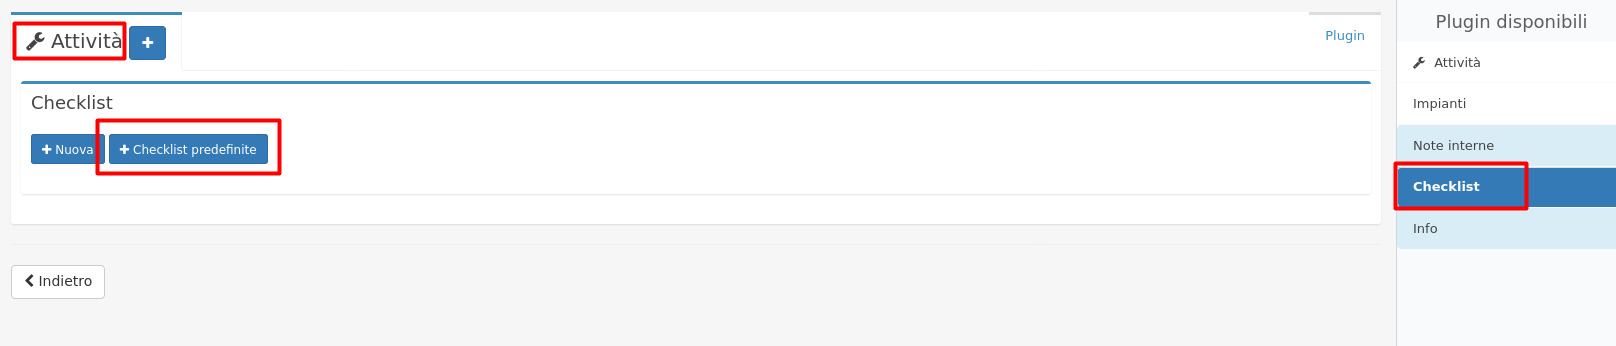 Attività
Plugin
Checklist
Nuova
Checklist predefinite
Indietro
Plugin disponibili
Attività
Impianti
Note interne
Checklist
Info